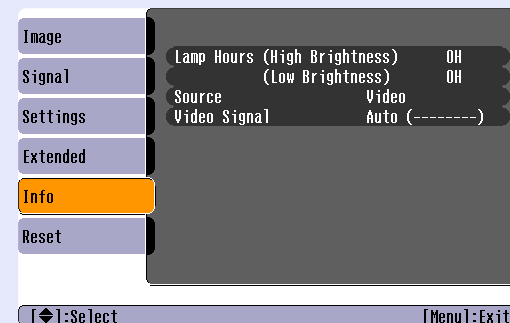 Image
Signal
Settings
Extended
Info
Reset
Lamp Hours (High Brightness) 0H
(Low Brightness) 0H
Source Video
Video Signal Auto (--------)
[◆]:Select [Menu]:Exit